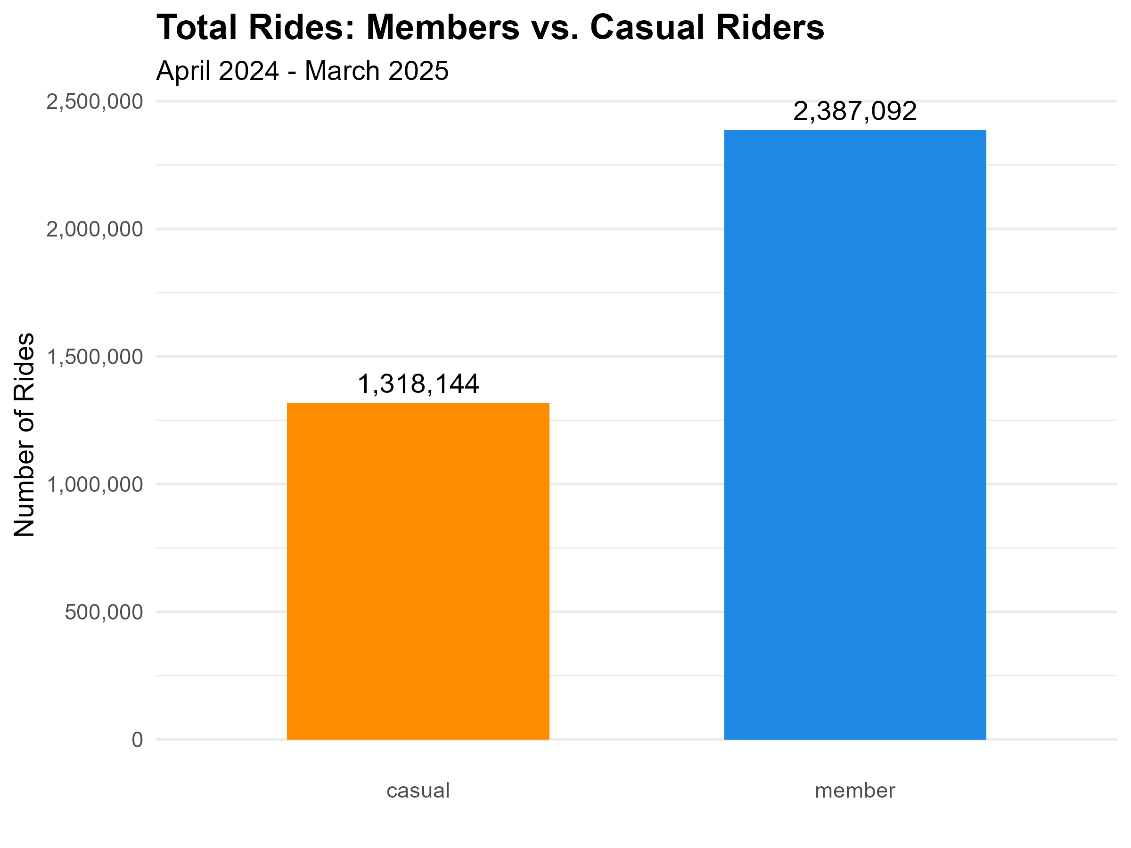 Total Rides: Members vs. Casual Riders
April 2024 - March 2025
2,500,000
2,387,092
2,000,000
Number of Rides
1,500,000
1,318,144
1,000,000
500,000
0
casual
member